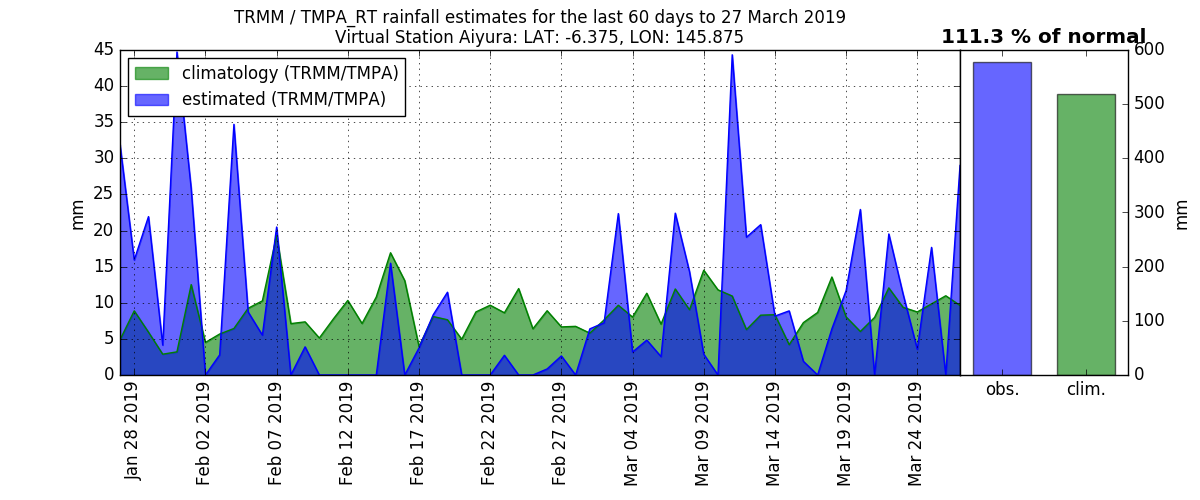 TRMM / TMPA_RT rainfall estimates for the last 60 days to 27 March 2019
Virtual Station Aiyura: LAT: -6.375, LON: 145.875
111.3 % of normal
climatology (TRMM/TMPA)
estimated (TRMM/TMPA)
45
40
35
30
25
20
15
10
5
0
mm
Jan 28 2019
Feb 02 2019
Feb 07 2019
Feb 12 2019
Feb 17 2019
Feb 22 2019
Feb 27 2019
Mar 04 2019
Mar 09 2019
Mar 14 2019
Mar 19 2019
Mar 24 2019
600
500
400
300
200
100
0
mm
obs.
clim.